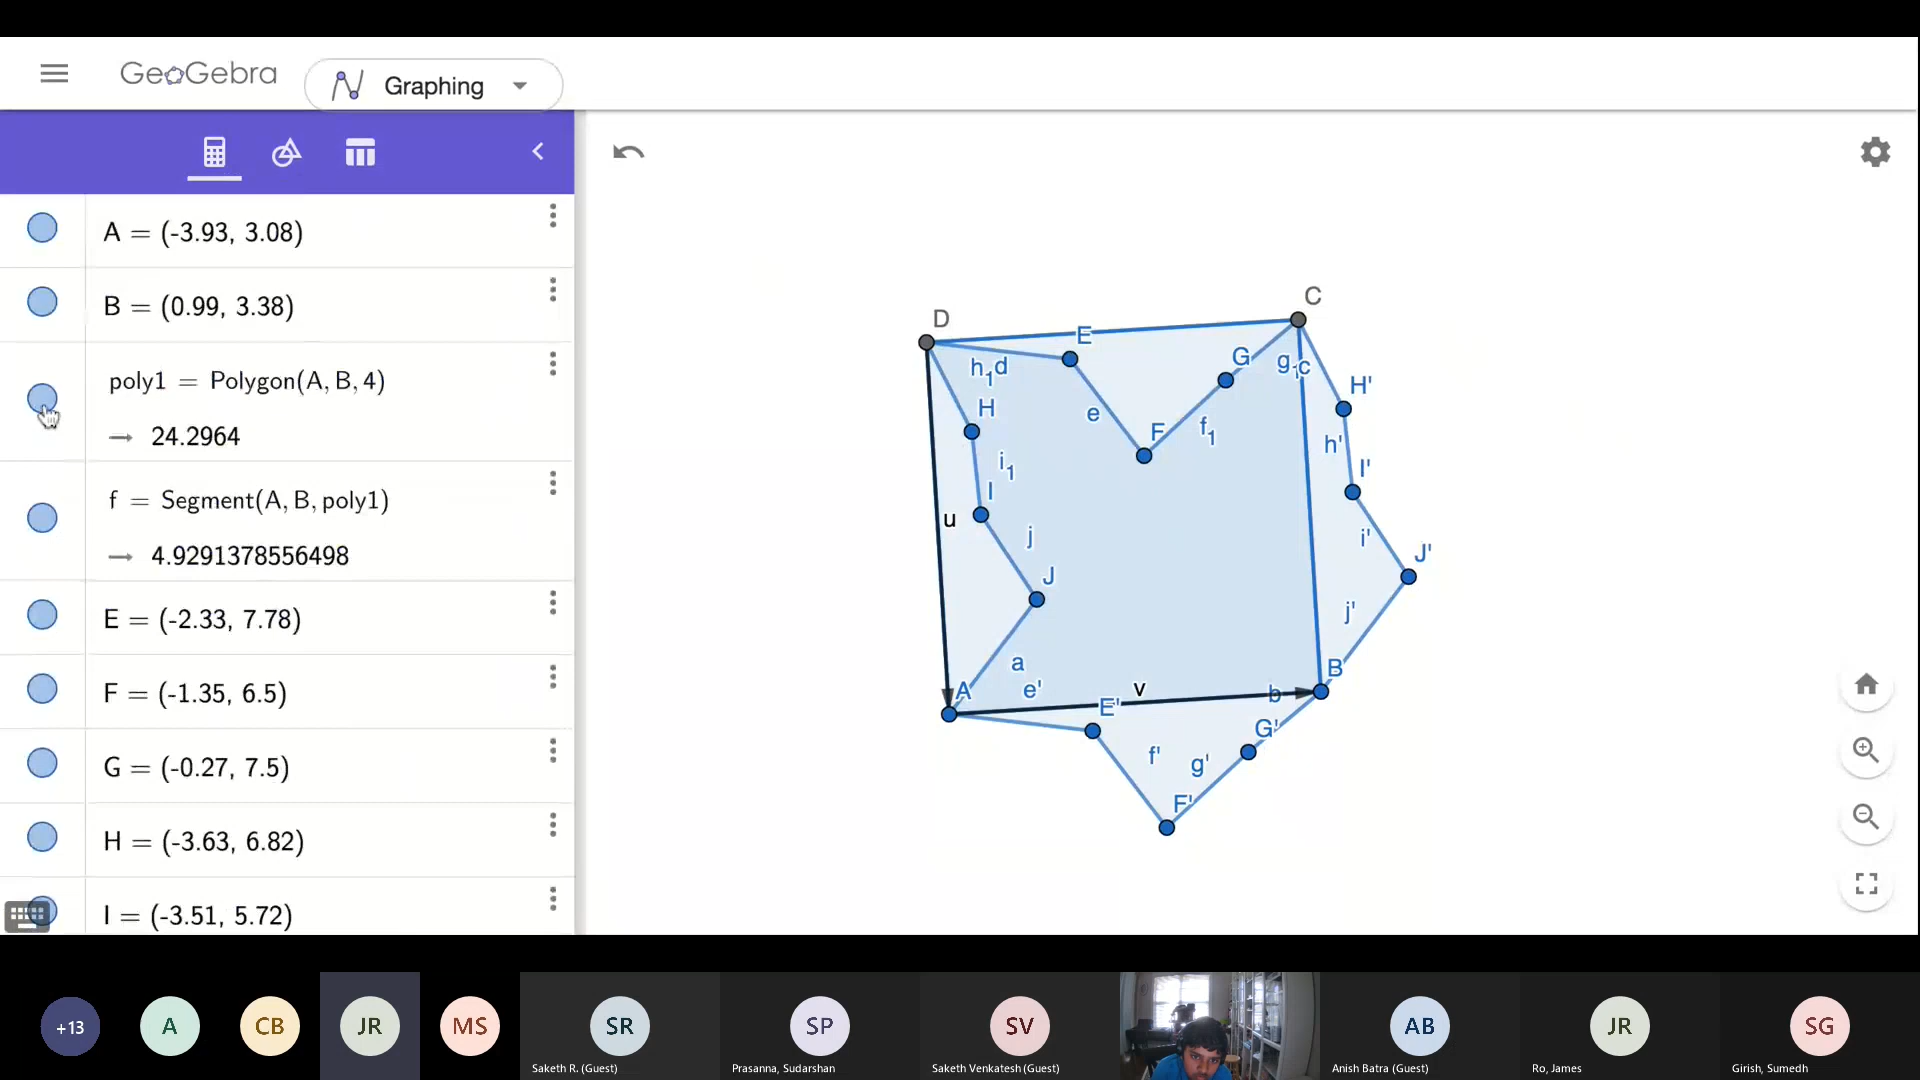 GeoGebra
Graphing
A = (-3.93, 3.08)
B = (0.99, 3.38)
poly1 = Polygon(A, B, 4)
→ 24.2964
f = Segment(A, B, poly1)
→ 4.9291378556498
E = (-2.33, 7.78)
F = (-1.35, 6.5)
G = (-0.27, 7.5)
H = (-3.63, 6.82)
I = (-3.51, 5.72)
C
D
E
G
g₁c
h₁d
H'
H
e
F
f₁
h'
i₁
I'
I
u
j
i'
J'
J
j'
a
B
A
e'
v
b
E'
G'
f'
g'
F'
+13
A
CB
JR
MS
SR
SP
SV
AB
JR
SG
Saketh R. (Guest)
Prasanna, Sudarshan
Saketh Venkatesh (Guest)
Anish Batra (Guest)
Ro, James
Girish, Sumedh